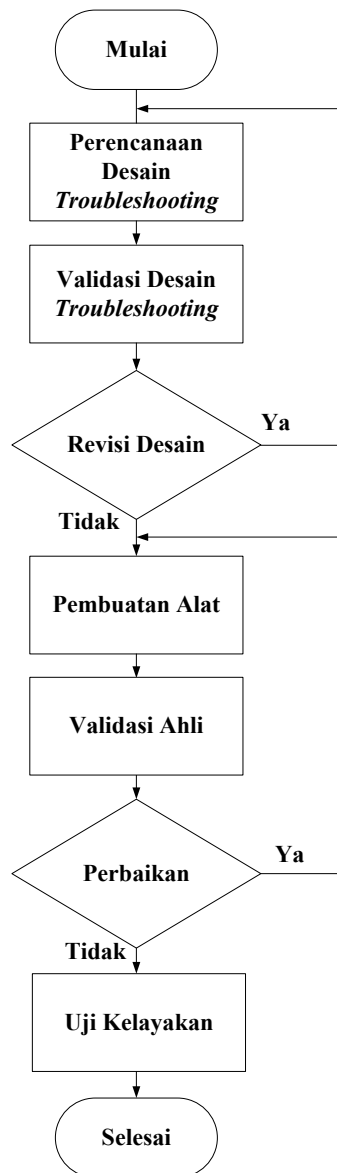 Mulai
Perencanaan
Desain
Troubleshooting
Validasi Desain
Troubleshooting
Revisi Desain
Ya
Tidak
Pembuatan Alat
Validasi Ahli
Perbaikan
Ya
Tidak
Uji Kelayakan
Selesai